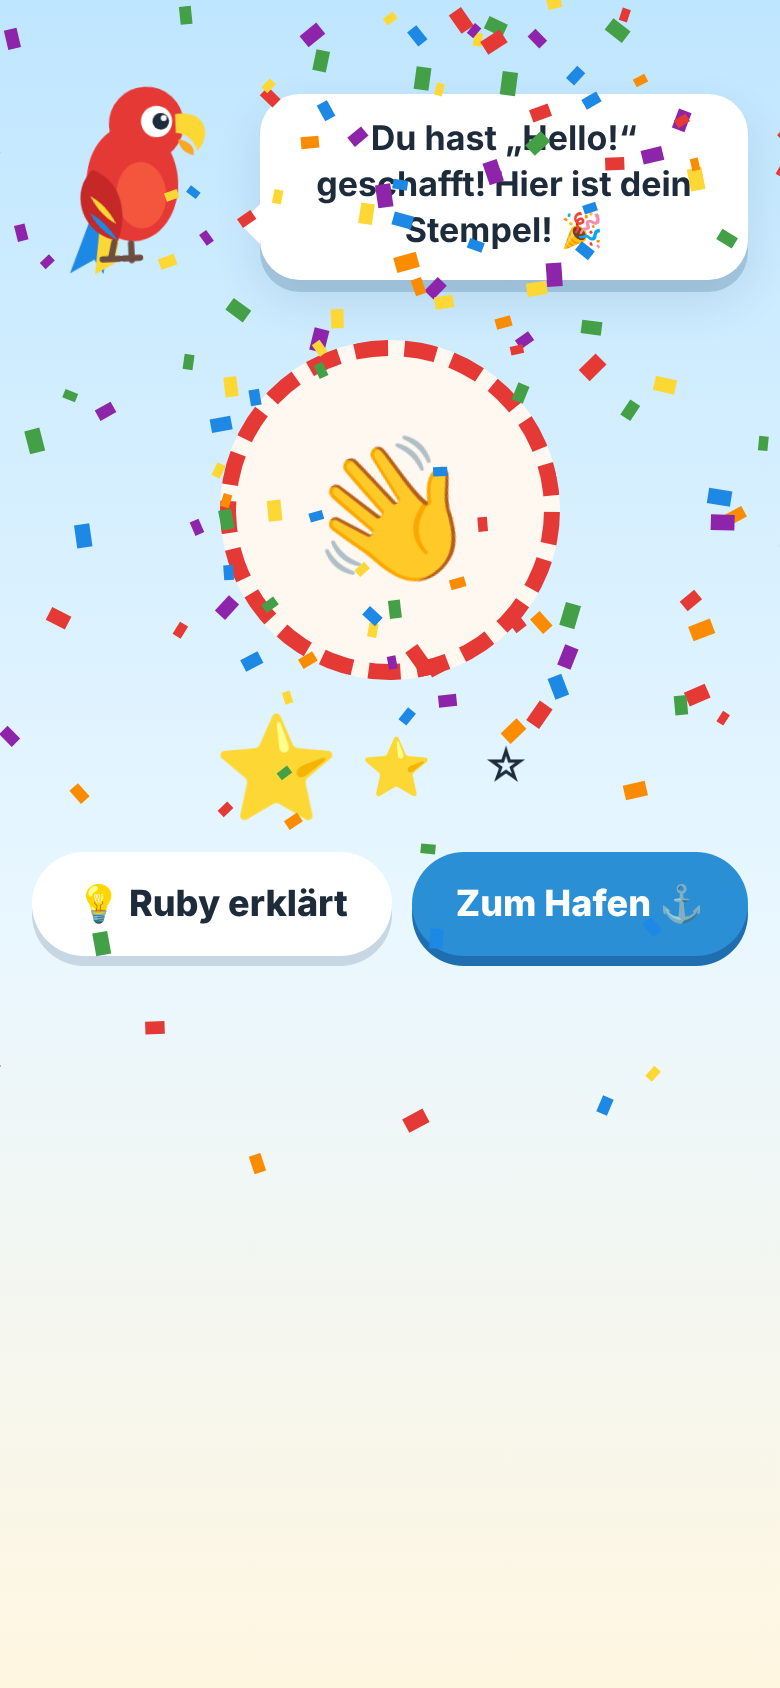 Du hast „Hello!“
geschafft! Hier ist dein
Stempel! 🎉
💡 Ruby erklärt
Zum Hafen ⚓